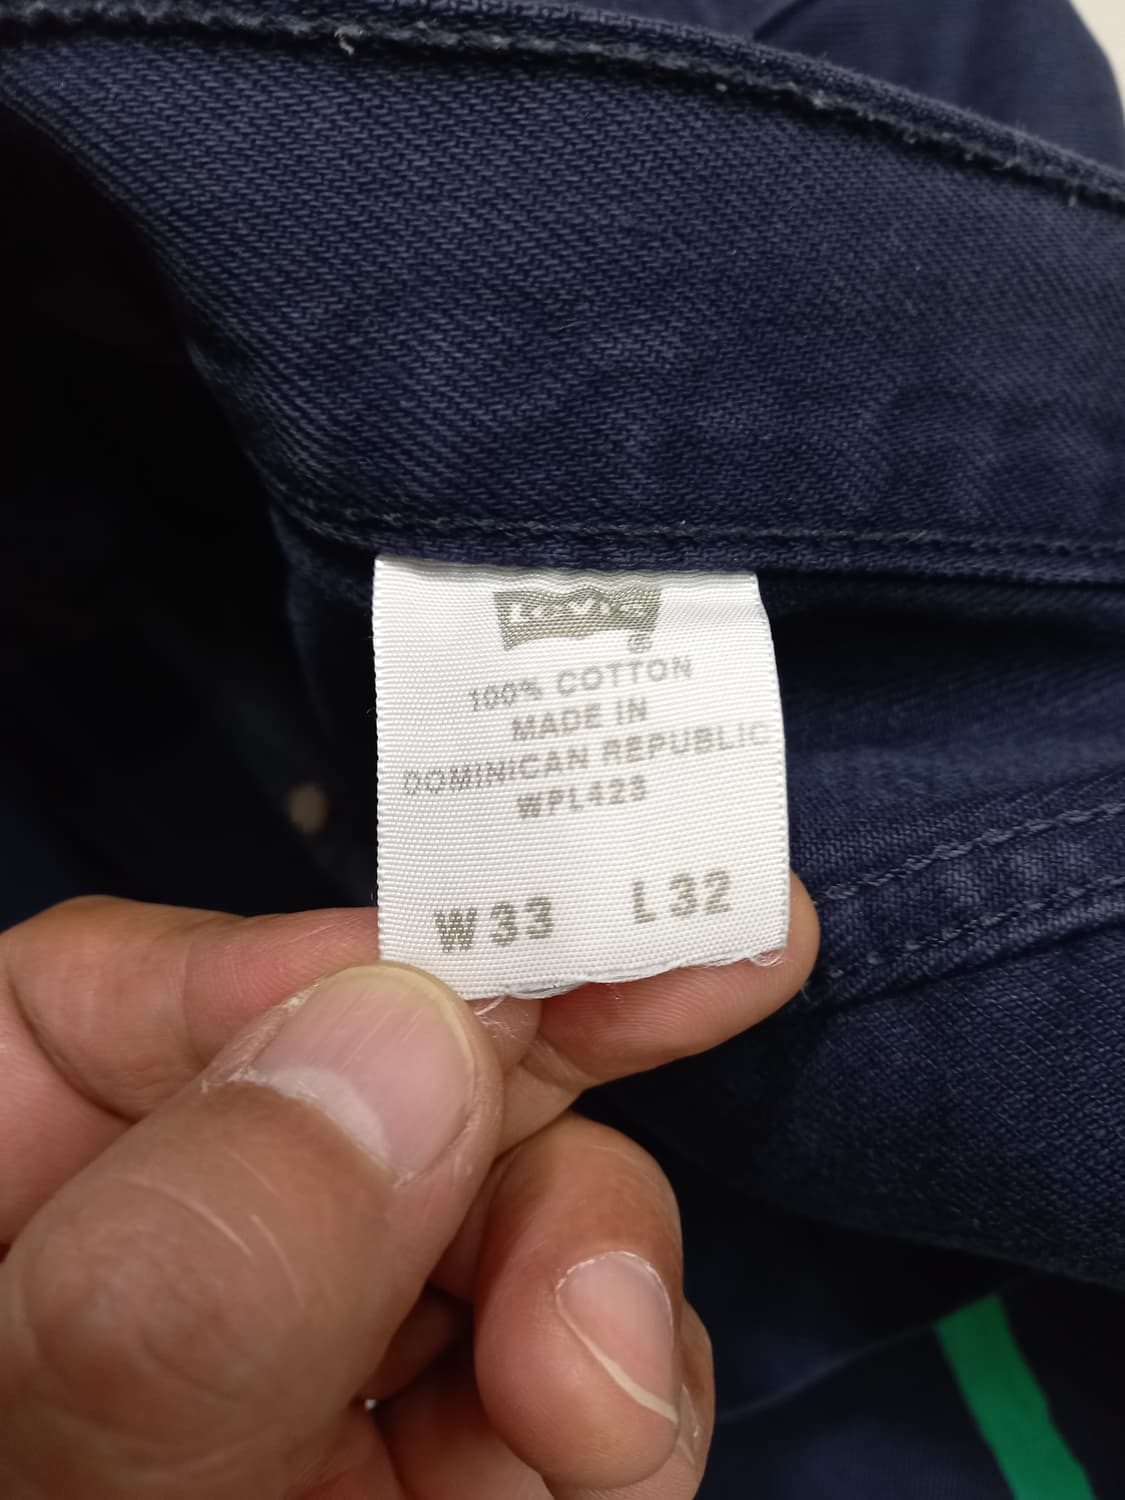 Levi's
100% COTTON
MADE IN
DOMINICAN REPUBLIC
WPL423
W33 L32